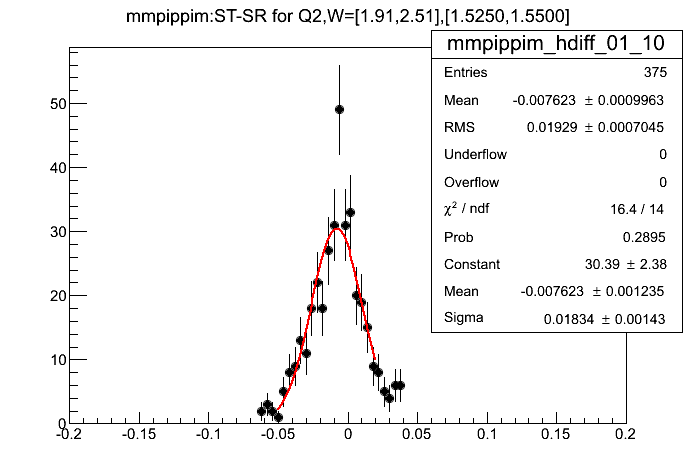 mmpippim:ST-SR for Q2,W=[1.91,2.51],[1.5250,1.5500]
mmpippim_hdiff_01_10
Entries 375
Mean -0.007623 ± 0.0009963
RMS 0.01929 ± 0.0007045
Underflow 0
Overflow 0
χ² / ndf 16.4 / 14
Prob 0.2895
Constant 30.39 ± 2.38
Mean -0.007623 ± 0.001235
Sigma 0.01834 ± 0.00143
50
40
30
20
10
0
-0.2 -0.15 -0.1 -0.05 0 0.05 0.1 0.15 0.2